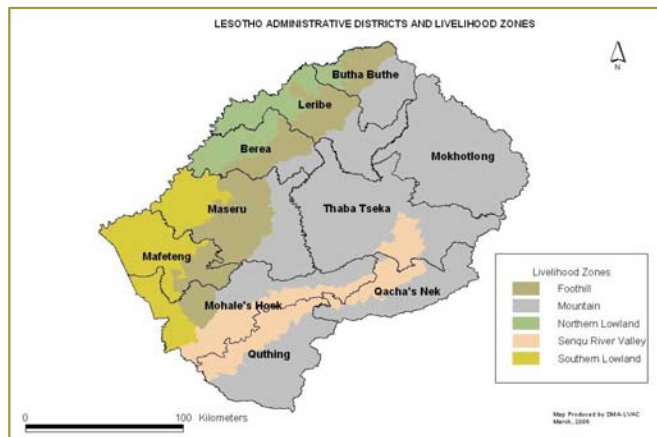 LESOTHO ADMINISTRATIVE DISTRICTS AND LIVELIHOOD ZONES
N
Butha Buthe
Leribe
Berea
Mokhotlong
Maseru
Thaba Tseka
Mafeteng
Qacha's Nek
Mohale's Hoek
Quthing
Livelihood Zones
Foothill
Mountain
Northern Lowland
Senqu River Valley
Southern Lowland
0 100 Kilometers
Map Produced by DMA-LVAC
March, 2006